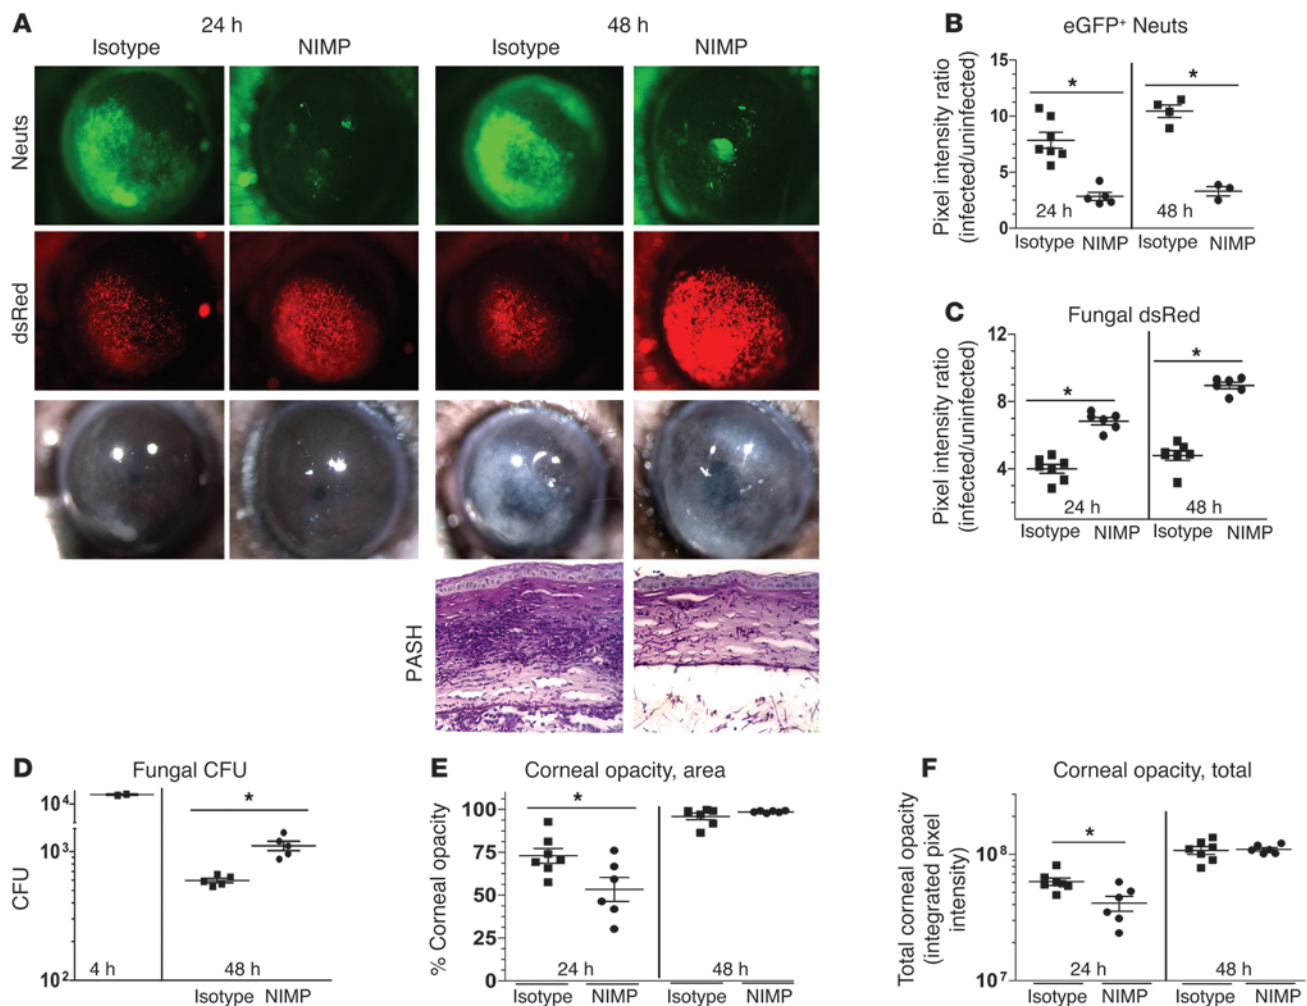 A
24 h
48 h
Isotype
NIMP
Isotype
NIMP
Neuts
dsRed
PASH
B
eGFP⁺ Neuts
Pixel intensity ratio
(infected/uninfected)
15
10
5
0
*
*
24 h
48 h
Isotype
NIMP
Isotype
NIMP
C
Fungal dsRed
Pixel intensity ratio
(infected/uninfected)
12
8
4
*
*
24 h
48 h
Isotype
NIMP
Isotype
NIMP
D
Fungal CFU
CFU
10⁴
10³
10²
*
4 h
48 h
Isotype
NIMP
E
Corneal opacity, area
% Corneal opacity
100
75
50
25
0
*
24 h
48 h
Isotype
NIMP
Isotype
NIMP
F
Corneal opacity, total
Total corneal opacity
(integrated pixel
intensity)
10⁸
10⁷
*
24 h
48 h
Isotype
NIMP
Isotype
NIMP